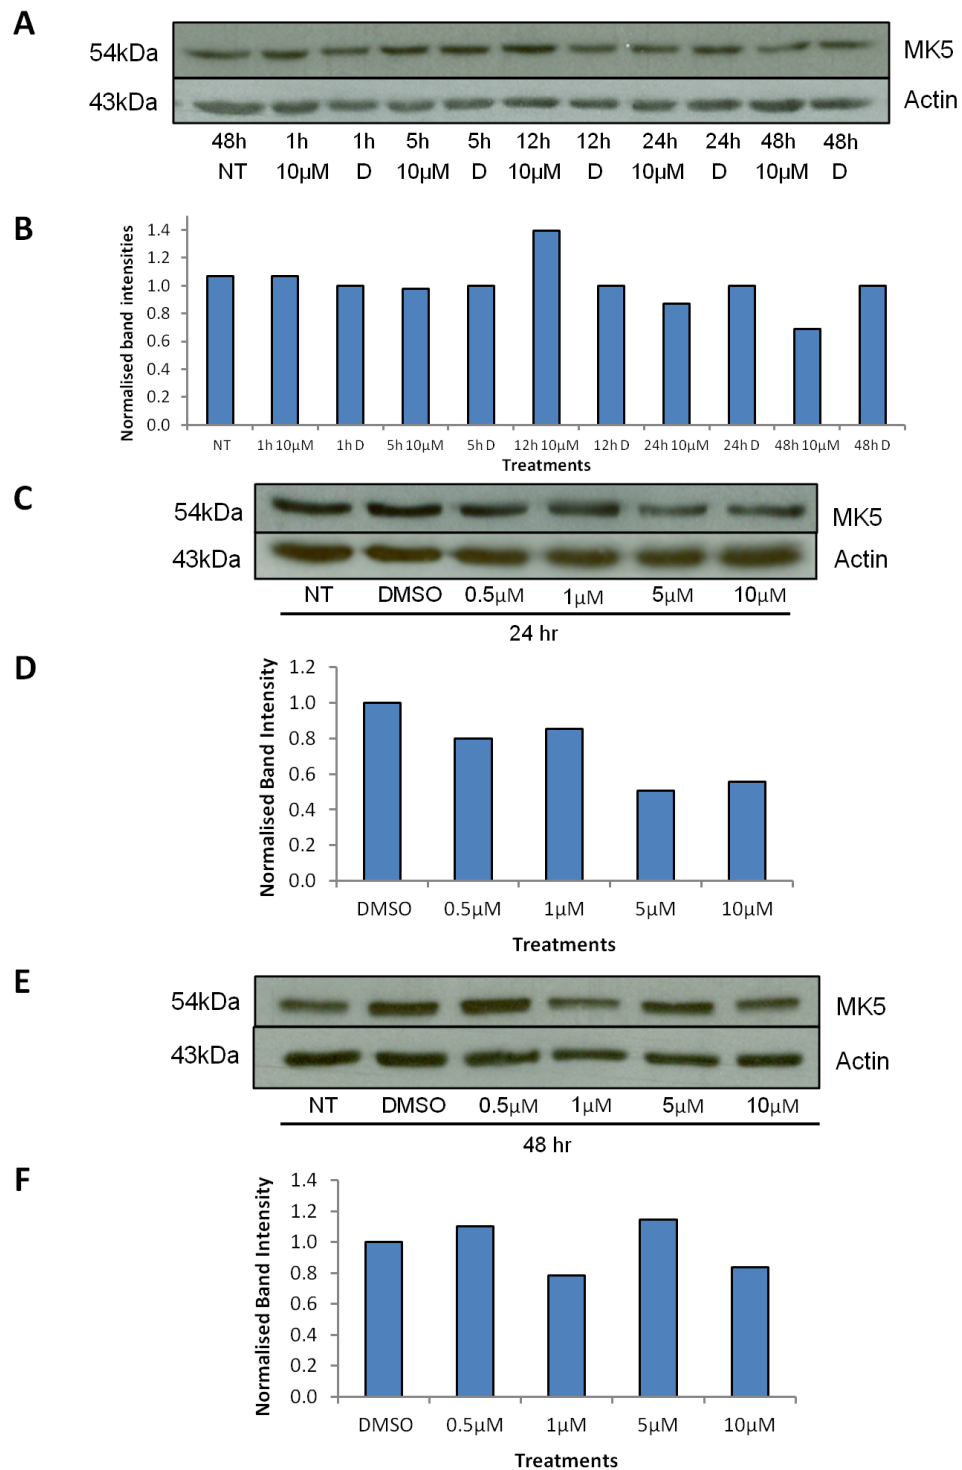 A
54kDa
MK5
43kDa
Actin
48h 1h 1h 5h 5h 12h 12h 24h 24h 48h 48h
NT 10µM D 10µM D 10µM D 10µM D 10µM D
B
Normalised band intensities
1.4
1.2
1.0
0.8
0.6
0.4
0.2
0.0
NT 1h 10µM 1h D 5h 10µM 5h D 12h 10µM 12h D 24h 10µM 24h D 48h 10µM 48h D
Treatments
C
54kDa
MK5
43kDa
Actin
NT DMSO 0.5µM 1µM 5µM 10µM
24 hr
D
Normalised Band Intensity
1.2
1.0
0.8
0.6
0.4
0.2
0.0
DMSO 0.5µM 1µM 5µM 10µM
Treatments
E
54kDa
MK5
43kDa
Actin
NT DMSO 0.5µM 1µM 5µM 10µM
48 hr
F
Normalised Band Intensity
1.4
1.2
1.0
0.8
0.6
0.4
0.2
0.0
DMSO 0.5µM 1µM 5µM 10µM
Treatments